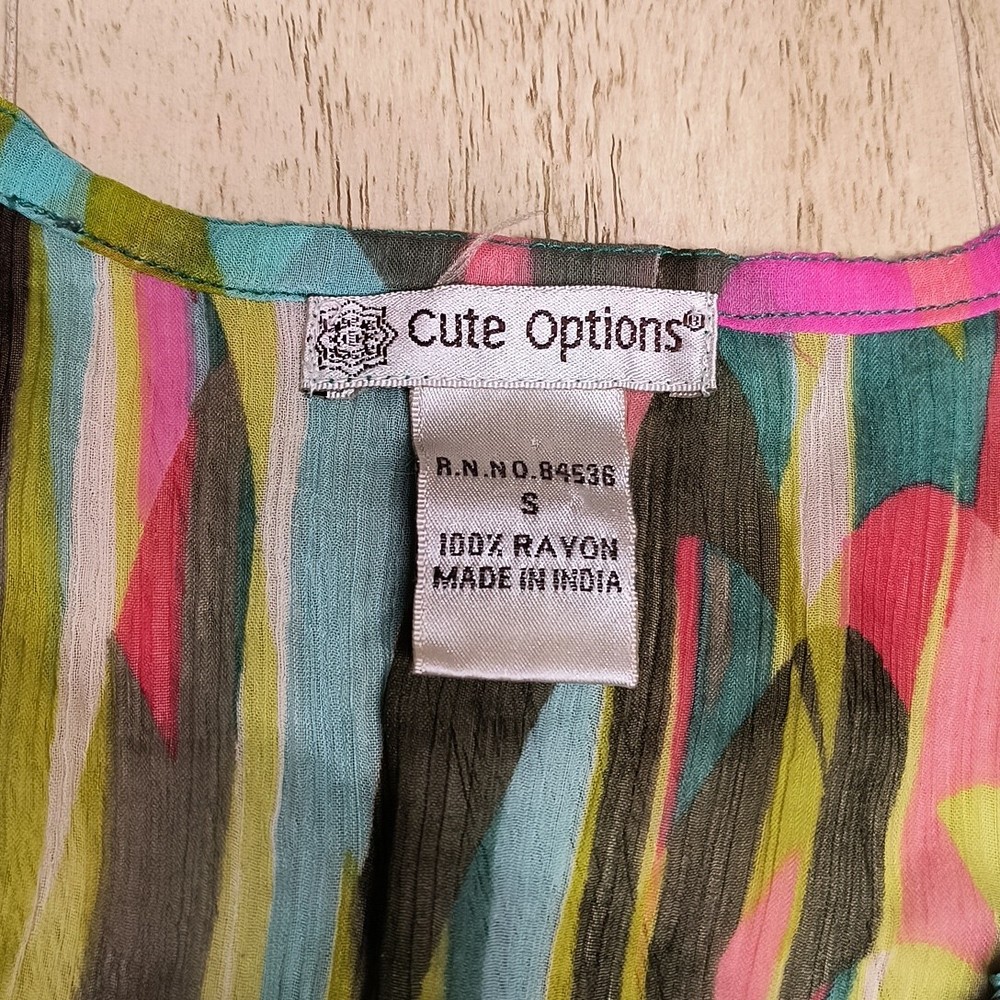 Cute Options®
R.N.NO.84536
S
100% RAYON
MADE IN INDIA